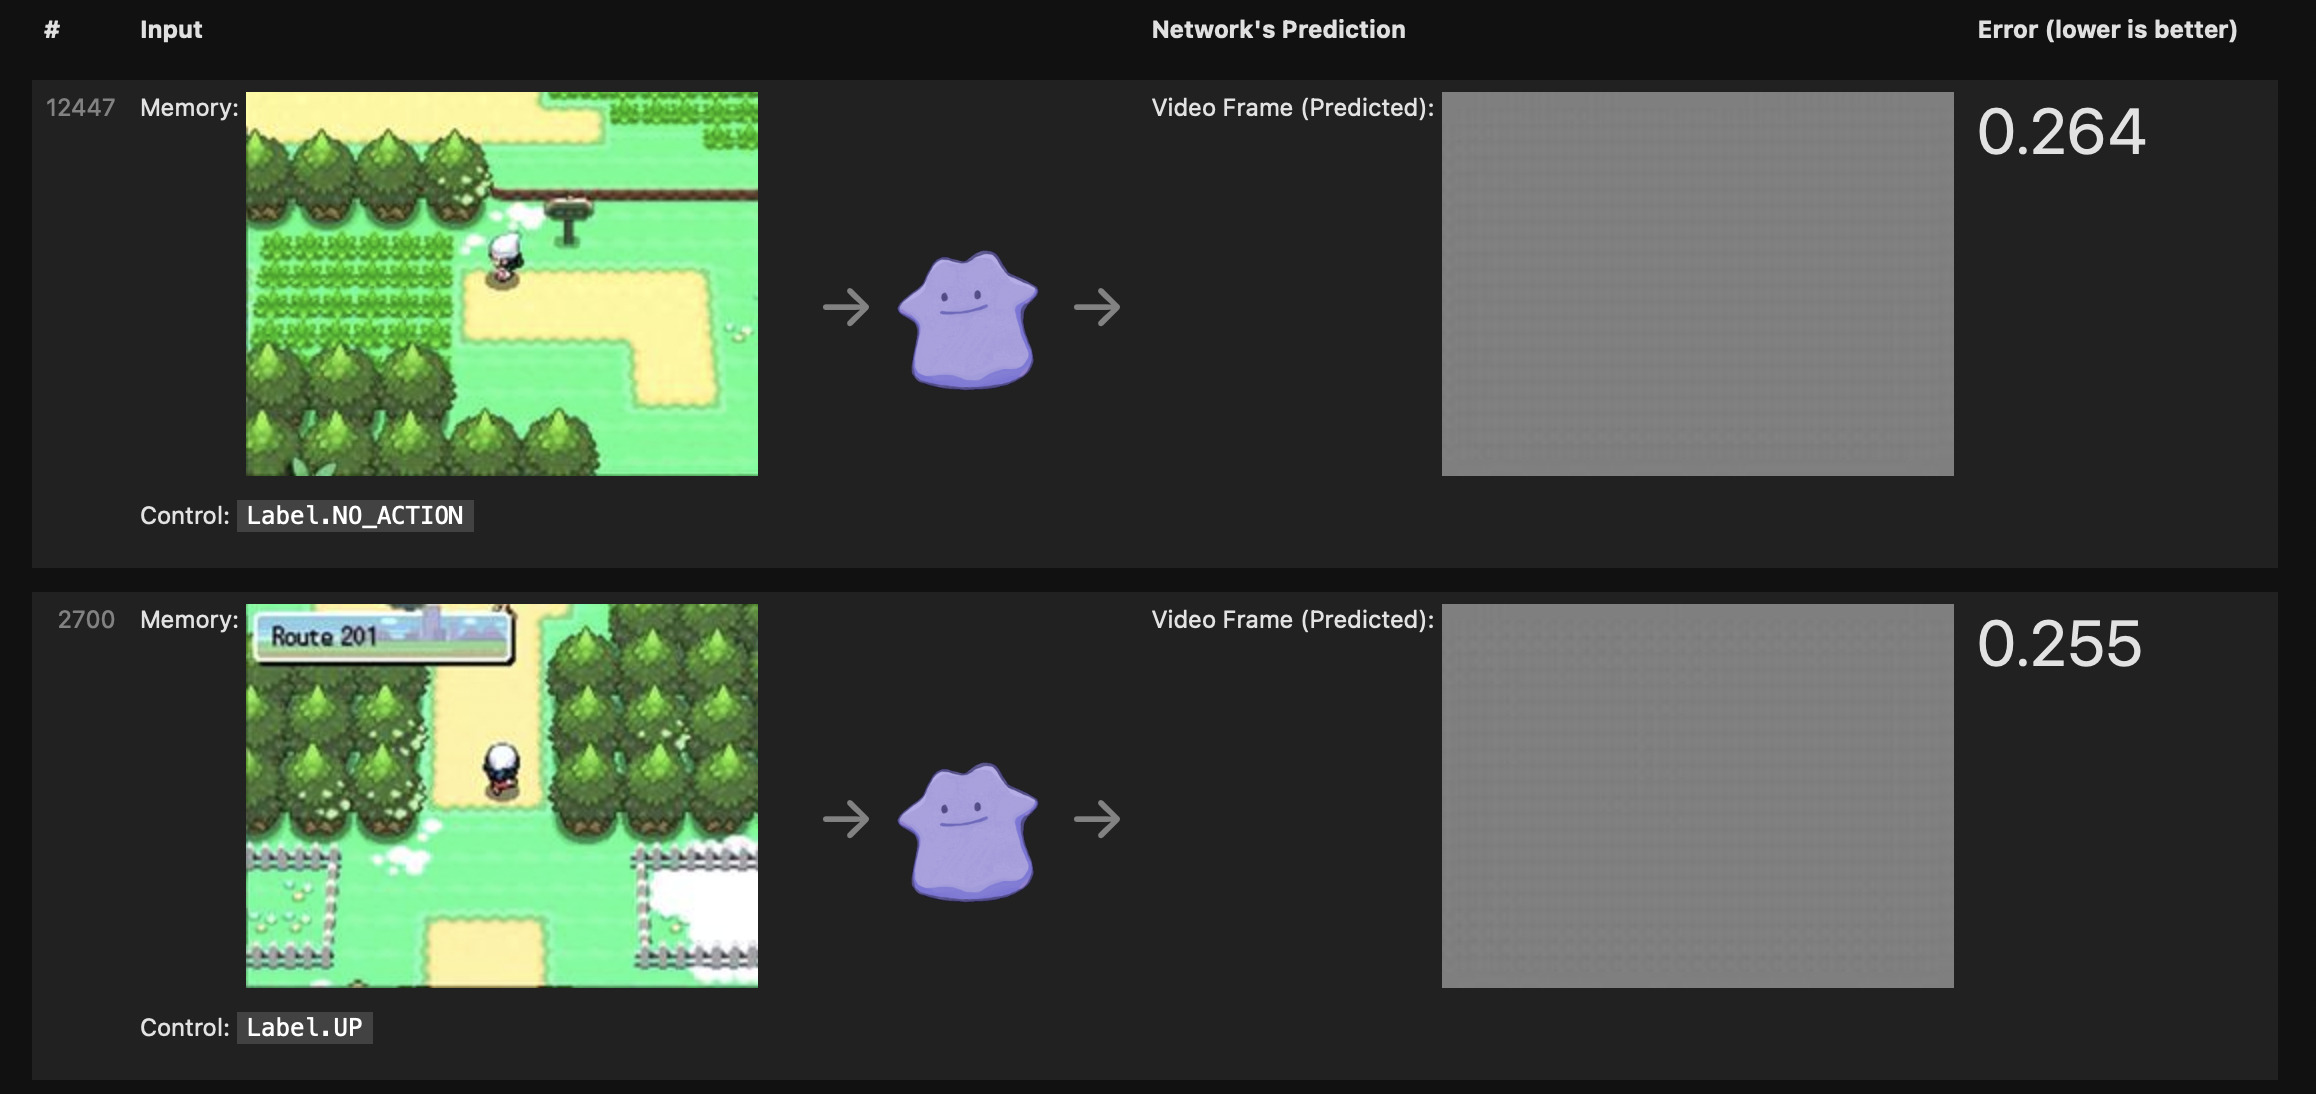 # Input Network's Prediction Error (lower is better)
12447 Memory: Video Frame (Predicted): 0.264
Control: Label.NO_ACTION
2700 Memory: Video Frame (Predicted): 0.255
Route 201
Control: Label.UP